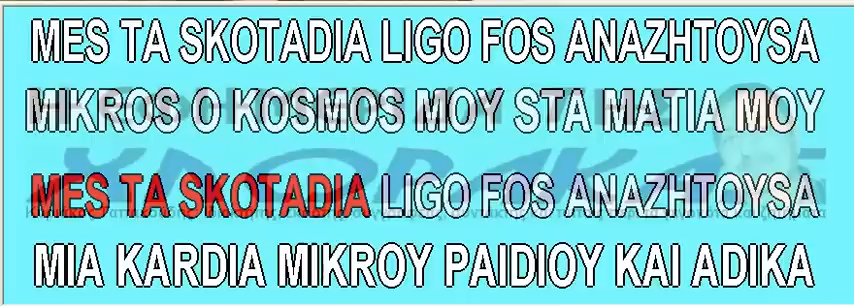 MES TA SKOTADIA LIGO FOS ANAZHTOYSA
MIKROS O KOSMOS MOY STA MATIA MOY
MES TA SKOTADIA LIGO FOS ANAZHTOYSA
MIA KARDIA MIKROY PAIDIOY KAI ADIKA